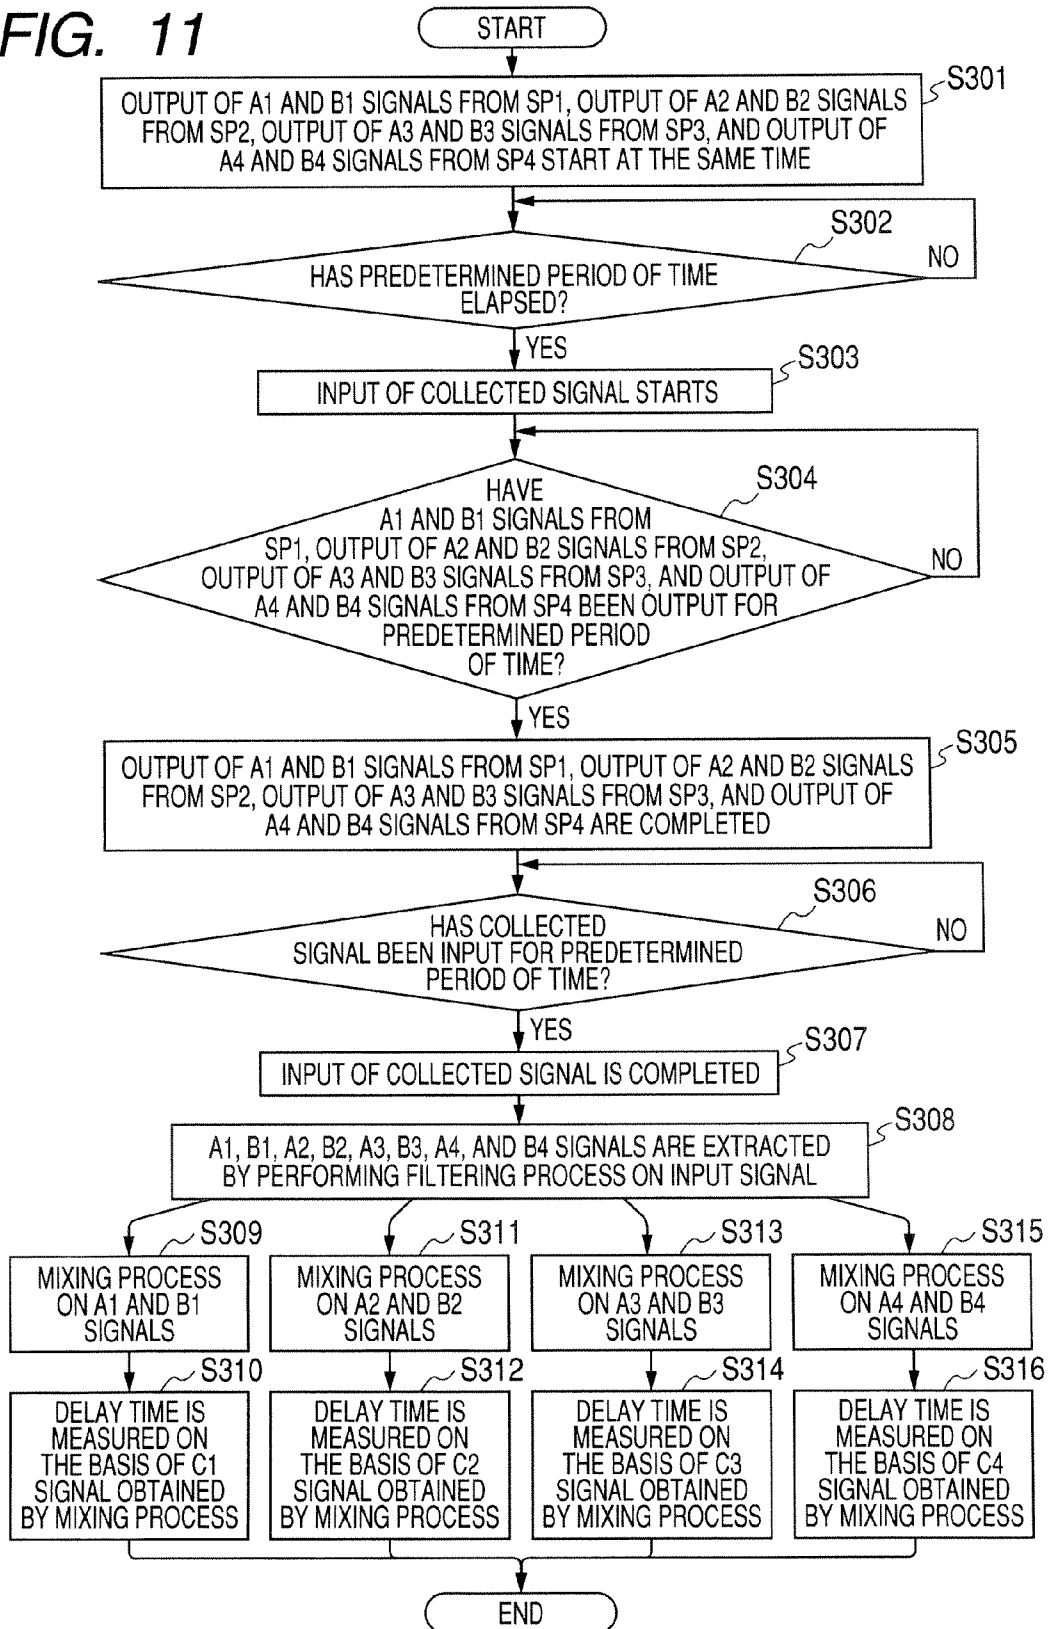 FIG. 11
START
S301
OUTPUT OF A1 AND B1 SIGNALS FROM SP1, OUTPUT OF A2 AND B2 SIGNALS
FROM SP2, OUTPUT OF A3 AND B3 SIGNALS FROM SP3, AND OUTPUT OF
A4 AND B4 SIGNALS FROM SP4 START AT THE SAME TIME
S302
NO
HAS PREDETERMINED PERIOD OF TIME
ELAPSED?
YES
S303
INPUT OF COLLECTED SIGNAL STARTS
S304
HAVE
A1 AND B1 SIGNALS FROM
SP1, OUTPUT OF A2 AND B2 SIGNALS FROM SP2,
NO
OUTPUT OF A3 AND B3 SIGNALS FROM SP3, AND OUTPUT OF
A4 AND B4 SIGNALS FROM SP4 BEEN OUTPUT FOR
PREDETERMINED PERIOD
OF TIME?
YES
S305
OUTPUT OF A1 AND B1 SIGNALS FROM SP1, OUTPUT OF A2 AND B2 SIGNALS
FROM SP2, OUTPUT OF A3 AND B3 SIGNALS FROM SP3, AND OUTPUT OF
A4 AND B4 SIGNALS FROM SP4 ARE COMPLETED
S306
NO
HAS COLLECTED
SIGNAL BEEN INPUT FOR PREDETERMINED
PERIOD OF TIME?
YES
S307
INPUT OF COLLECTED SIGNAL IS COMPLETED
S308
A1, B1, A2, B2, A3, B3, A4, AND B4 SIGNALS ARE EXTRACTED
BY PERFORMING FILTERING PROCESS ON INPUT SIGNAL
S309
MIXING PROCESS
ON A1 AND B1
SIGNALS
S310
DELAY TIME IS
MEASURED ON
THE BASIS OF C1
SIGNAL OBTAINED
BY MIXING PROCESS
S311
MIXING PROCESS
ON A2 AND B2
SIGNALS
S312
DELAY TIME IS
MEASURED ON
THE BASIS OF C2
SIGNAL OBTAINED
BY MIXING PROCESS
S313
MIXING PROCESS
ON A3 AND B3
SIGNALS
S314
DELAY TIME IS
MEASURED ON
THE BASIS OF C3
SIGNAL OBTAINED
BY MIXING PROCESS
S315
MIXING PROCESS
ON A4 AND B4
SIGNALS
S316
DELAY TIME IS
MEASURED ON
THE BASIS OF C4
SIGNAL OBTAINED
BY MIXING PROCESS
END